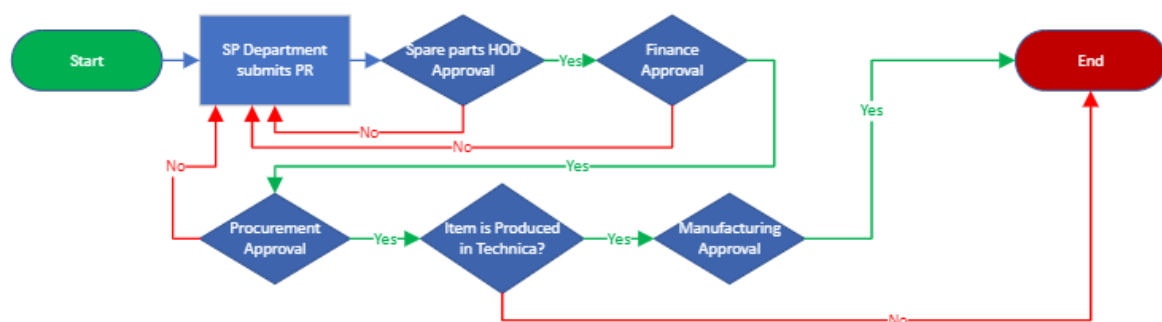 Start
SP Department
submits PR
Spare parts HOD
Approval
Yes
Finance
Approval
End
Yes
No
No
No
Yes
Procurement
Approval
Yes
Item is Produced
in Technica?
Yes
Manufacturing
Approval
No